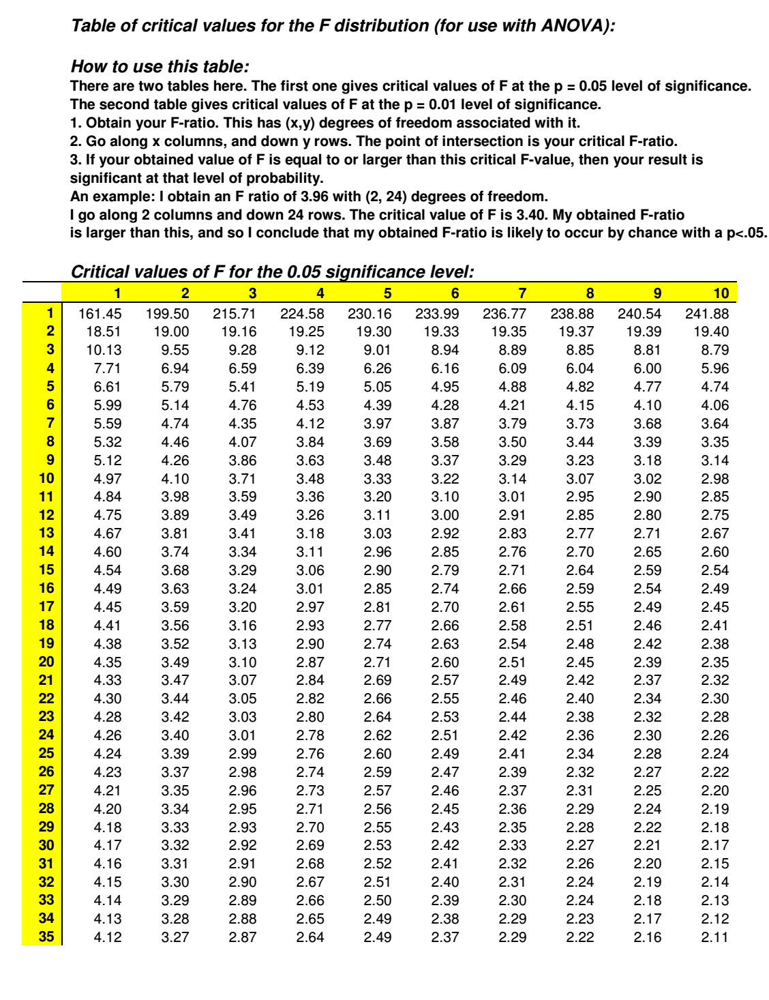 Table of critical values for the F distribution (for use with ANOVA):
How to use this table:
There are two tables here. The first one gives critical values of F at the p = 0.05 level of significance.
The second table gives critical values of F at the p = 0.01 level of significance.
1. Obtain your F-ratio. This has (x,y) degrees of freedom associated with it.
2. Go along x columns, and down y rows. The point of intersection is your critical F-ratio.
3. If your obtained value of F is equal to or larger than this critical F-value, then your result is
significant at that level of probability.
An example: I obtain an F ratio of 3.96 with (2, 24) degrees of freedom.
I go along 2 columns and down 24 rows. The critical value of F is 3.40. My obtained F-ratio
is larger than this, and so I conclude that my obtained F-ratio is likely to occur by chance with a p<.05.
Critical values of F for the 0.05 significance level:
1 2 3 4 5 6 7 8 9 10
1 161.45 199.50 215.71 224.58 230.16 233.99 236.77 238.88 240.54 241.88
2 18.51 19.00 19.16 19.25 19.30 19.33 19.35 19.37 19.39 19.40
3 10.13 9.55 9.28 9.12 9.01 8.94 8.89 8.85 8.81 8.79
4 7.71 6.94 6.59 6.39 6.26 6.16 6.09 6.04 6.00 5.96
5 6.61 5.79 5.41 5.19 5.05 4.95 4.88 4.82 4.77 4.74
6 5.99 5.14 4.76 4.53 4.39 4.28 4.21 4.15 4.10 4.06
7 5.59 4.74 4.35 4.12 3.97 3.87 3.79 3.73 3.68 3.64
8 5.32 4.46 4.07 3.84 3.69 3.58 3.50 3.44 3.39 3.35
9 5.12 4.26 3.86 3.63 3.48 3.37 3.29 3.23 3.18 3.14
10 4.97 4.10 3.71 3.48 3.33 3.22 3.14 3.07 3.02 2.98
11 4.84 3.98 3.59 3.36 3.20 3.10 3.01 2.95 2.90 2.85
12 4.75 3.89 3.49 3.26 3.11 3.00 2.91 2.85 2.80 2.75
13 4.67 3.81 3.41 3.18 3.03 2.92 2.83 2.77 2.71 2.67
14 4.60 3.74 3.34 3.11 2.96 2.85 2.76 2.70 2.65 2.60
15 4.54 3.68 3.29 3.06 2.90 2.79 2.71 2.64 2.59 2.54
16 4.49 3.63 3.24 3.01 2.85 2.74 2.66 2.59 2.54 2.49
17 4.45 3.59 3.20 2.97 2.81 2.70 2.61 2.55 2.49 2.45
18 4.41 3.56 3.16 2.93 2.77 2.66 2.58 2.51 2.46 2.41
19 4.38 3.52 3.13 2.90 2.74 2.63 2.54 2.48 2.42 2.38
20 4.35 3.49 3.10 2.87 2.71 2.60 2.51 2.45 2.39 2.35
21 4.33 3.47 3.07 2.84 2.69 2.57 2.49 2.42 2.37 2.32
22 4.30 3.44 3.05 2.82 2.66 2.55 2.46 2.40 2.34 2.30
23 4.28 3.42 3.03 2.80 2.64 2.53 2.44 2.38 2.32 2.28
24 4.26 3.40 3.01 2.78 2.62 2.51 2.42 2.36 2.30 2.26
25 4.24 3.39 2.99 2.76 2.60 2.49 2.41 2.34 2.28 2.24
26 4.23 3.37 2.98 2.74 2.59 2.47 2.39 2.32 2.27 2.22
27 4.21 3.35 2.96 2.73 2.57 2.46 2.37 2.31 2.25 2.20
28 4.20 3.34 2.95 2.71 2.56 2.45 2.36 2.29 2.24 2.19
29 4.18 3.33 2.93 2.70 2.55 2.43 2.35 2.28 2.22 2.18
30 4.17 3.32 2.92 2.69 2.53 2.42 2.33 2.27 2.21 2.17
31 4.16 3.31 2.91 2.68 2.52 2.41 2.32 2.26 2.20 2.15
32 4.15 3.30 2.90 2.67 2.51 2.40 2.31 2.24 2.19 2.14
33 4.14 3.29 2.89 2.66 2.50 2.39 2.30 2.24 2.18 2.13
34 4.13 3.28 2.88 2.65 2.49 2.38 2.29 2.23 2.17 2.12
35 4.12 3.27 2.87 2.64 2.49 2.37 2.29 2.22 2.16 2.11